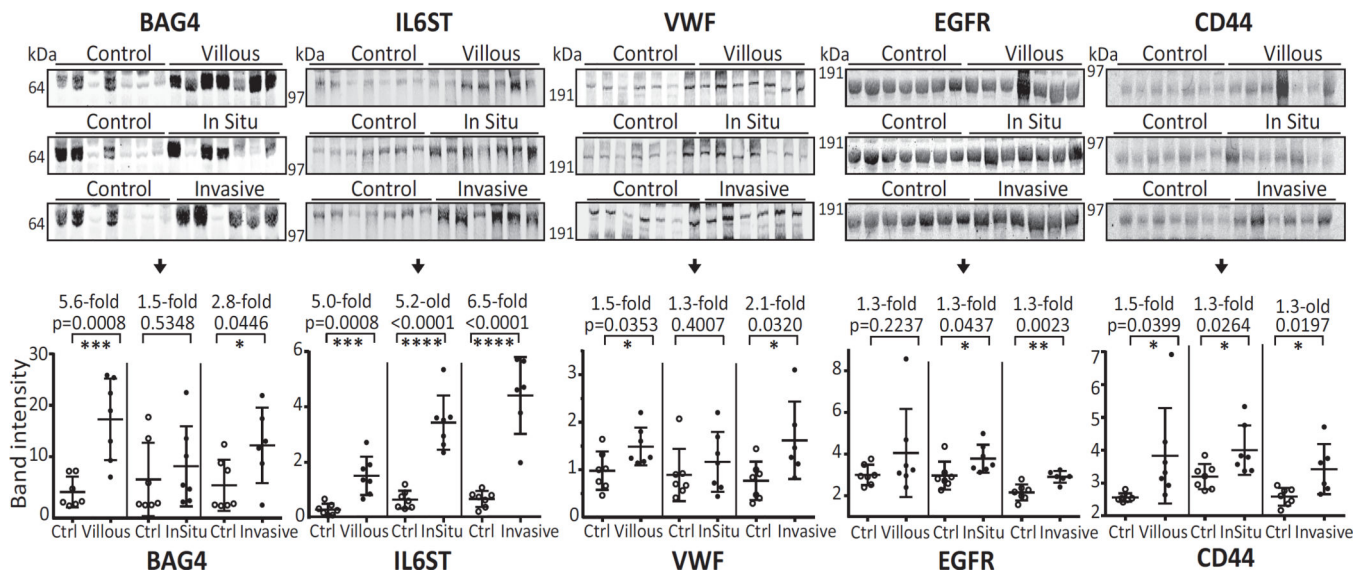 BAG4 IL6ST VWF EGFR CD44
kDa Control Villous kDa Control Villous kDa Control Villous kDa Control Villous kDa Control Villous
64 97 191 191 97
Control In Situ Control In Situ Control In Situ Control In Situ Control In Situ
64 97 191 191 97
Control Invasive Control Invasive Control Invasive Control Invasive Control Invasive
64 97 191 191 97
5.6-fold 1.5-fold 2.8-fold 5.0-fold 5.2-old 6.5-fold 1.5-fold 1.3-fold 2.1-fold 1.3-fold 1.3-fold 1.3-fold 1.5-fold 1.3-fold 1.3-old
p=0.0008 0.5348 0.0446 p=0.0008 <0.0001 <0.0001 p=0.0353 0.4007 0.0320 p=0.2237 0.0437 0.0023 p=0.0399 0.0264 0.0197
*** * *** **** **** * * * ** * * *
Band intensity
30 20 10 0
6 4 2 0
3 2 1 0
8 6 4 2
7 6 5 4 3 2
Ctrl Villous Ctrl InSitu Ctrl Invasive Ctrl Villous Ctrl InSitu Ctrl Invasive Ctrl Villous Ctrl InSitu Ctrl Invasive Ctrl Villous Ctrl InSitu Ctrl Invasive Ctrl Villous Ctrl InSitu Ctrl Invasive
BAG4 IL6ST VWF EGFR CD44